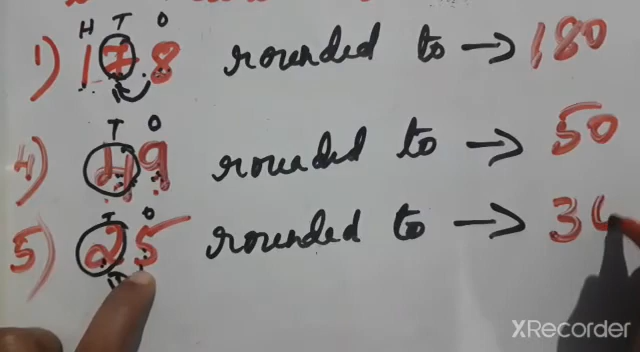 H T O
1) 178 rounded to → 180
T O
4) 49 rounded to → 50
T O
5) 25 rounded to → 3
XRecorder